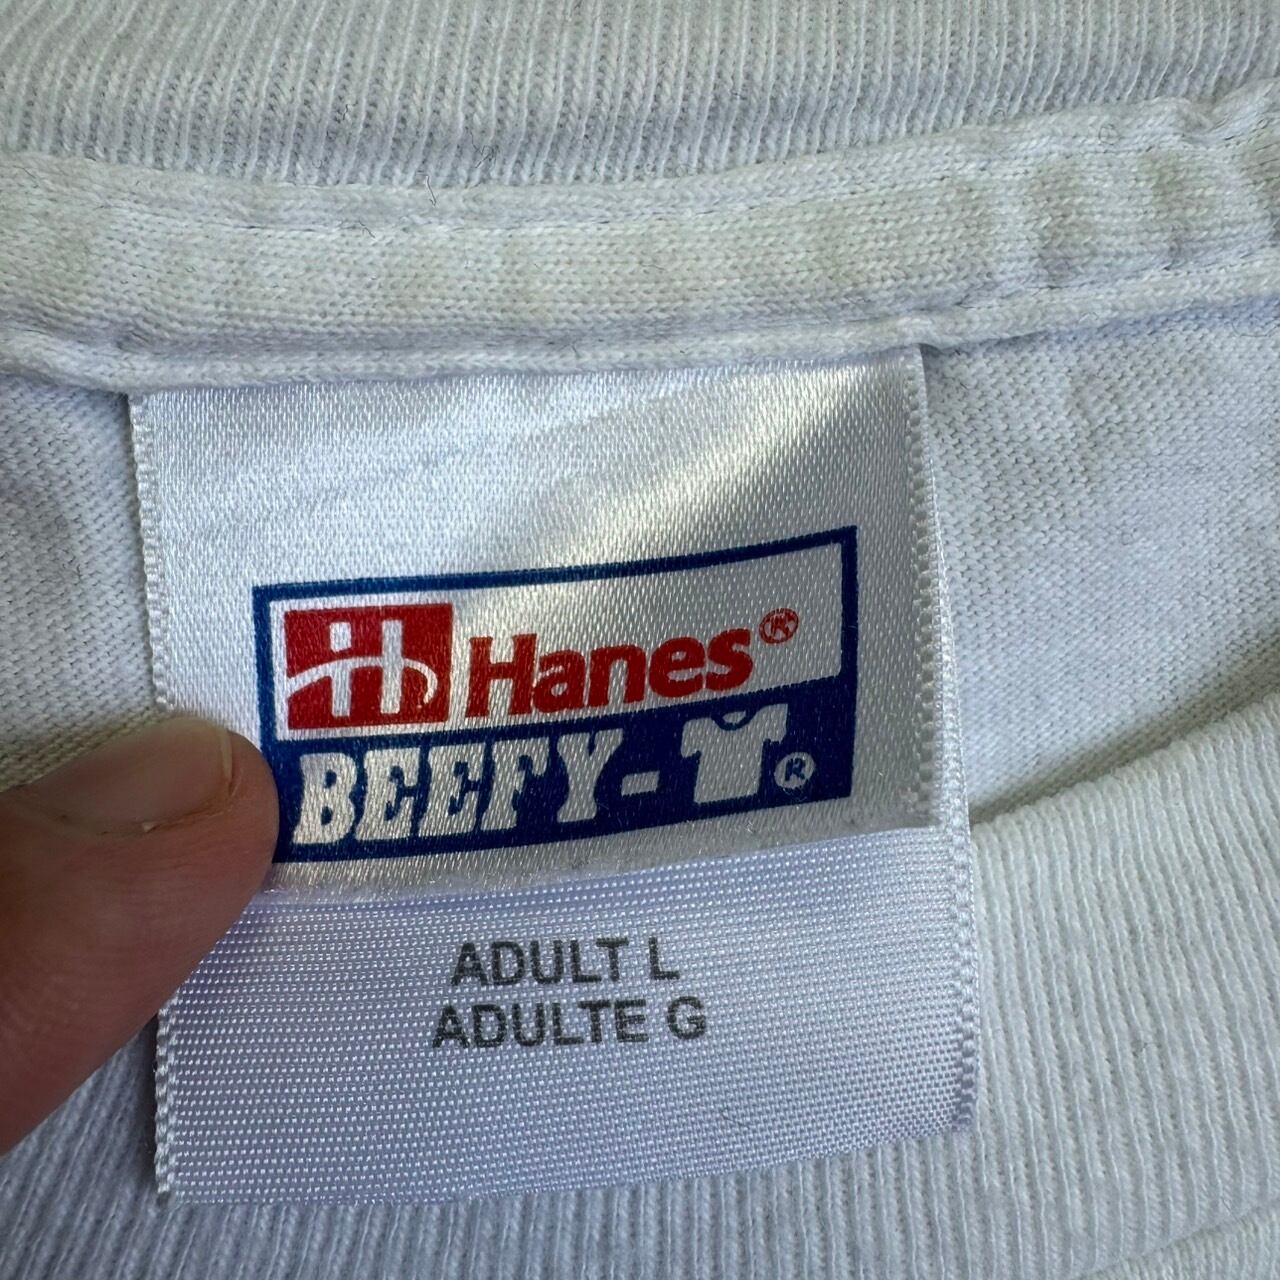 Hanes®
BEEFY-T®
ADULT L
ADULTE G